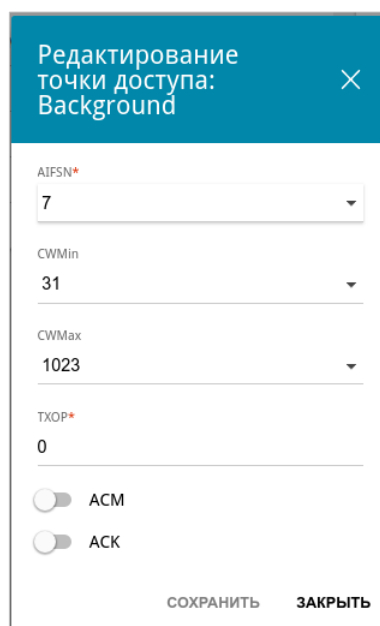 Редактирование
точки доступа:
Background
AIFSN*
7
CWMin
31
CWMax
1023
TXOP*
0
ACM
ACK
СОХРАНИТЬ ЗАКРЫТЬ